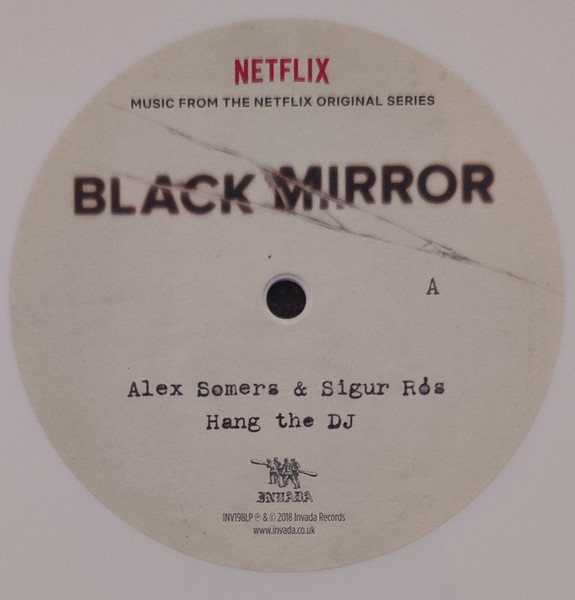 NETFLIX
MUSIC FROM THE NETFLIX ORIGINAL SERIES
BLACK MIRROR
A
Alex Somers & Sigur Rós
Hang the DJ
INVADA
INV198LP ℗ & © 2018 Invada Records
www.invada.co.uk